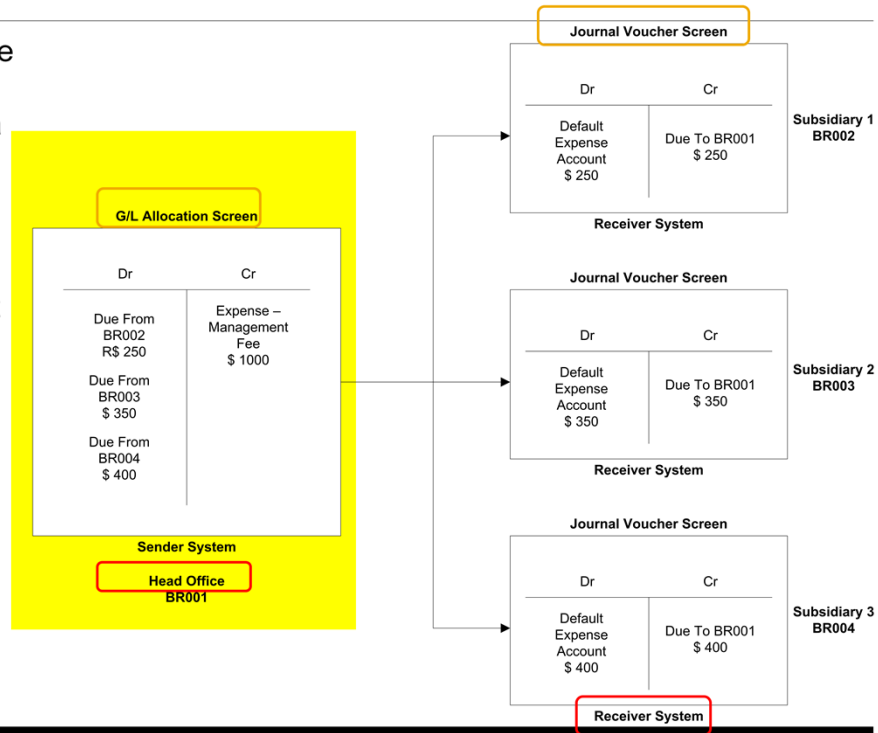 e
G/L Allocation Screen
Dr
Cr
Due From
BR002
R$ 250
Due From
BR003
$ 350
Due From
BR004
$ 400
Expense –
Management
Fee
$ 1000
Sender System
Head Office
BR001
Journal Voucher Screen
Dr
Cr
Default
Expense
Account
$ 250
Due To BR001
$ 250
Subsidiary 1
BR002
Receiver System
Journal Voucher Screen
Dr
Cr
Default
Expense
Account
$ 350
Due To BR001
$ 350
Subsidiary 2
BR003
Receiver System
Journal Voucher Screen
Dr
Cr
Default
Expense
Account
$ 400
Due To BR001
$ 400
Subsidiary 3
BR004
Receiver System